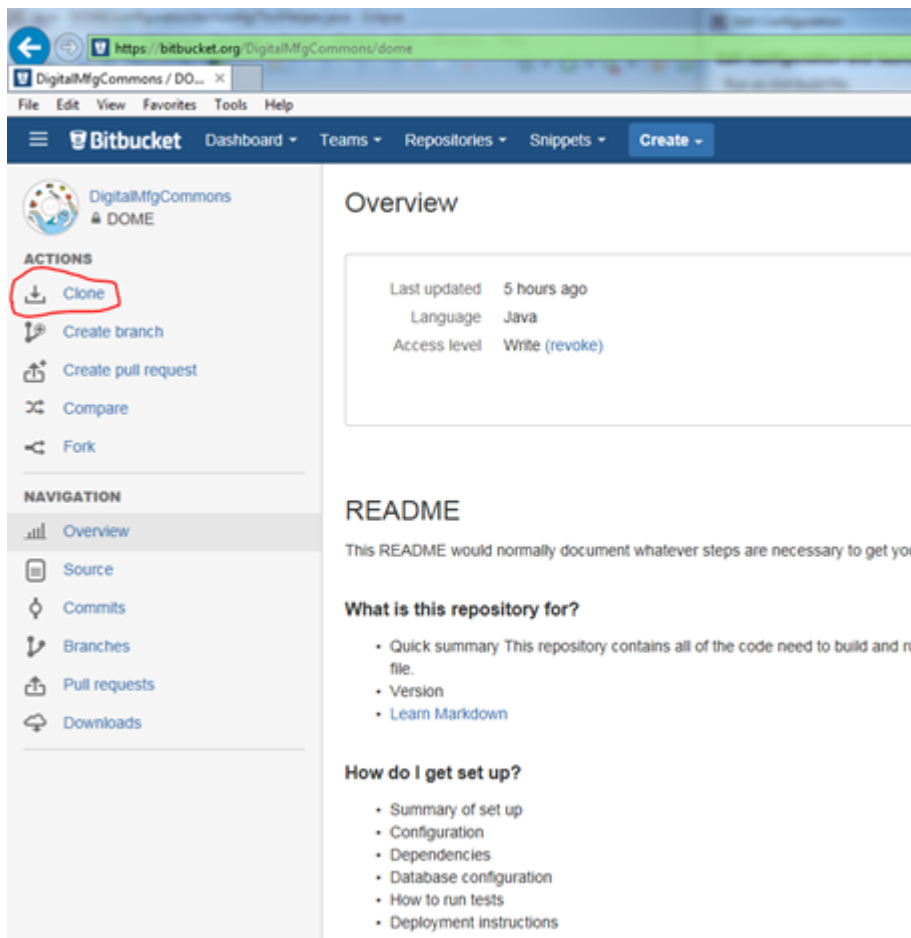 https://bitbucket.org/DigitalMfgCommons/dome
DigitalMfgCommons / DO... ×
File Edit View Favorites Tools Help
Bitbucket Dashboard Teams Repositories Snippets Create
DigitalMfgCommons
DOME
Overview
ACTIONS
Clone
Create branch
Create pull request
Compare
Fork
Last updated 5 hours ago
Language Java
Access level Write (revoke)
NAVIGATION
Overview
Source
Commits
Branches
Pull requests
Downloads
README
This README would normally document whatever steps are necessary to get you
What is this repository for?
• Quick summary This repository contains all of the code need to build and ru
file.
• Version
• Learn Markdown
How do I get set up?
• Summary of set up
• Configuration
• Dependencies
• Database configuration
• How to run tests
• Deployment instructions